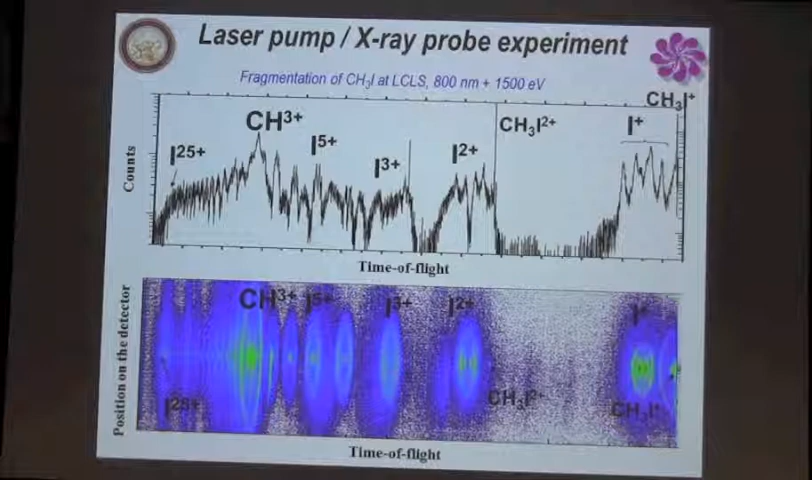 Laser pump / X-ray probe experiment
Fragmentation of CH₃I at LCLS, 800 nm + 1500 eV
CH₃I⁺
CH³⁺
I²⁵⁺
I⁵⁺
I³⁺
I²⁺
CH₃I²⁺
I⁺
Counts
Time-of-flight
CH³⁺
I⁵⁺
I³⁺
I²⁺
I⁺
I²⁵⁺
CH₃I²⁺
CH₃I⁺
Position on the detector
Time-of-flight